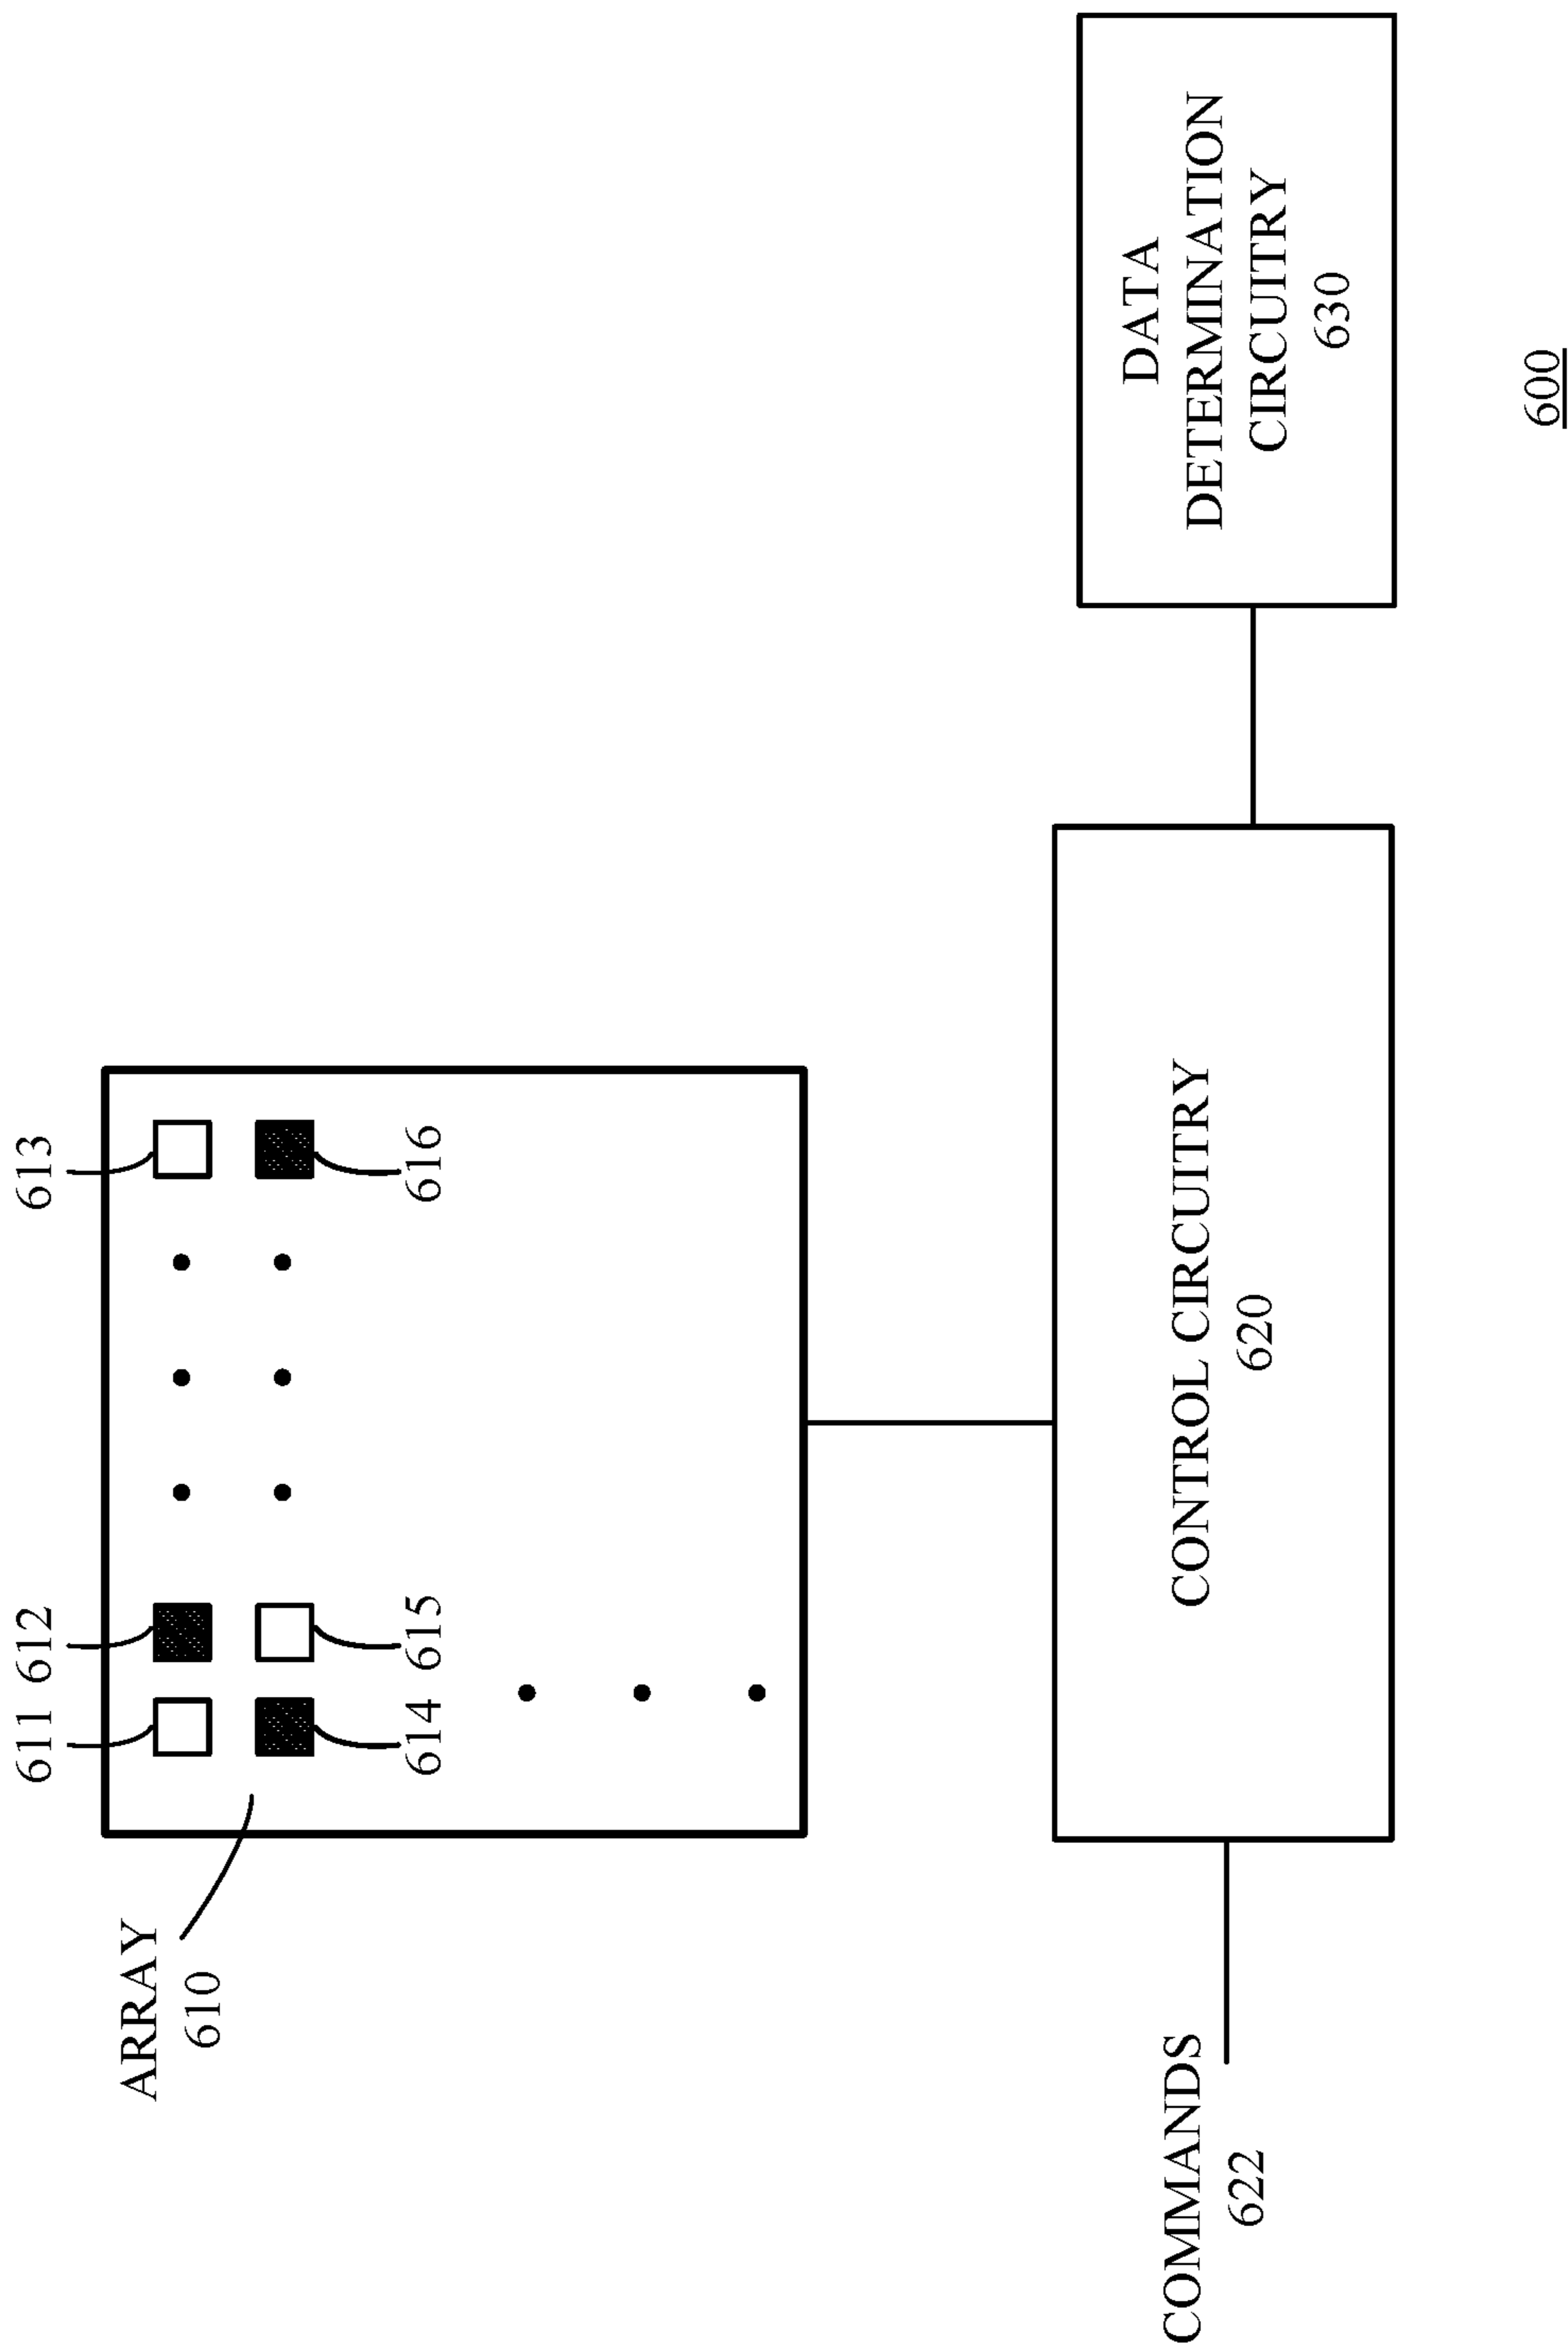 611 612 613
ARRAY
610
614 615 616
COMMANDS
622
CONTROL CIRCUITRY
620
DATA
DETERMINATION
CIRCUITRY
630
600